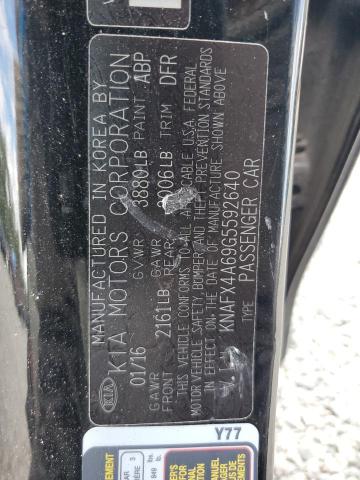 MANUFACTURED IN KOREA BY
KIA MOTORS CORPORATION
01/16 GVWR 3880LB PAINT ABP
GAWR 2161LB GAWR 2006LB TRIM DFR
THIS VEHICLE CONFORMS TO ALL APPLICABLE U.S.A. FEDERAL
MOTOR VEHICLE SAFETY, BUMPER AND THEFT PREVENTION STANDARDS
IN EFFECT ON THE DATE OF MANUFACTURE SHOWN ABOVE
KNAFX4A69G5592640
TYPE PASSENGER CAR
KIA
Y77